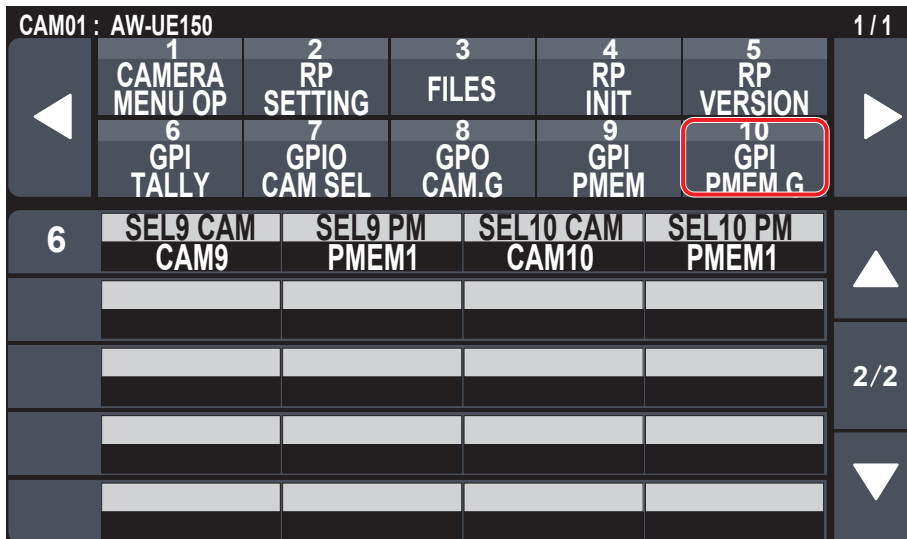 CAM01 : AW-UE150 1 / 1
1 2 3 4 5
CAMERA RP FILES RP RP
MENU OP SETTING INIT VERSION
6 7 8 9 10
GPI GPIO GPO GPI GPI
TALLY CAM SEL CAM.G PMEM PMEM.G
6 SEL9 CAM SEL9 PM SEL10 CAM SEL10 PM
CAM9 PMEM1 CAM10 PMEM1
2/2